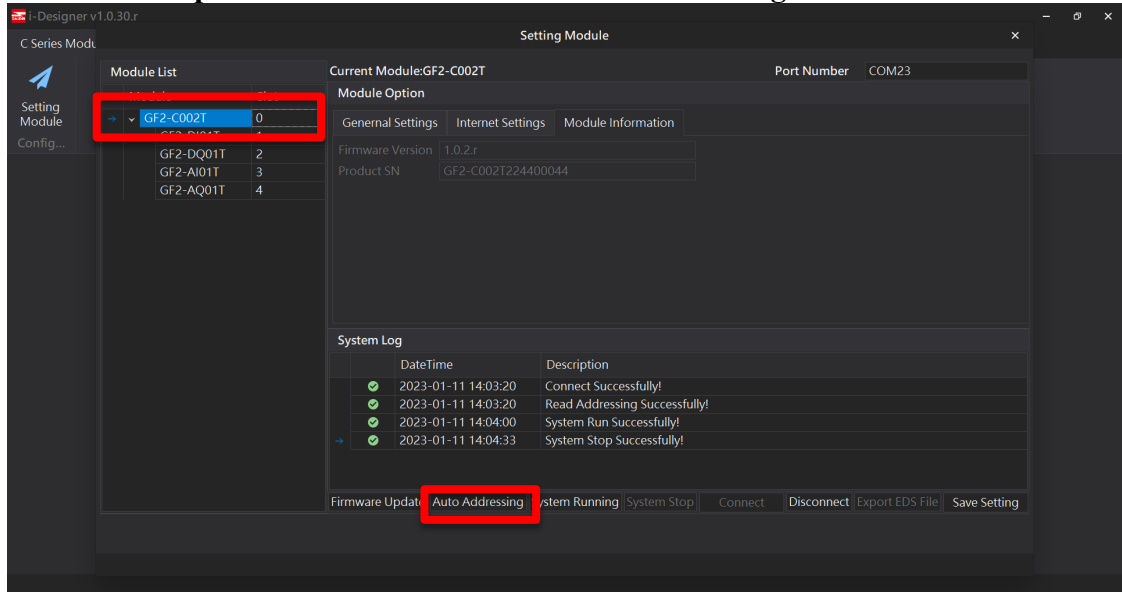 i-Designer v1.0.30.r
Setting Module
C Series Modu
Setting
Module
Config...
Module List
Slot
GF2-C002T 0
GF2-DI01T 1
GF2-DQ01T 2
GF2-AI01T 3
GF2-AQ01T 4
Current Module:GF2-C002T Port Number COM23
Module Option
Genernal Settings Internet Settings Module Information
Firmware Version 1.0.2.r
Product SN GF2-C002T224400044
System Log
DateTime Description
2023-01-11 14:03:20 Connect Successfully!
2023-01-11 14:03:20 Read Addressing Successfully!
2023-01-11 14:04:00 System Run Successfully!
2023-01-11 14:04:33 System Stop Successfully!
Firmware Updat Auto Addressing ystem Running System Stop Connect Disconnect Export EDS File Save Setting